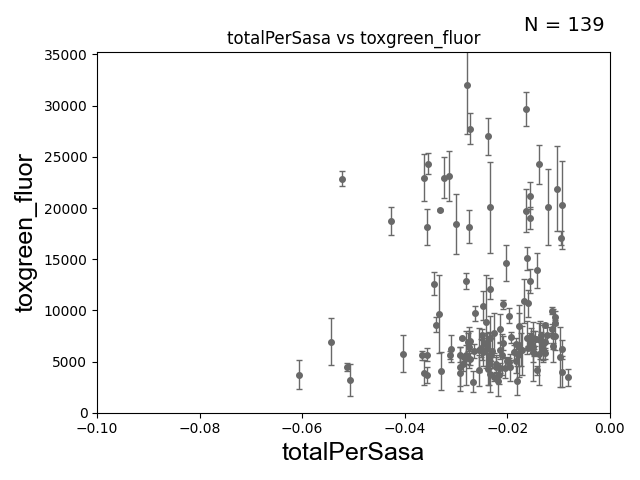 N = 139
totalPerSasa vs toxgreen_fluor
toxgreen_fluor
35000
30000
25000
20000
15000
10000
5000
0
-0.10 -0.08 -0.06 -0.04 -0.02 0.00
totalPerSasa